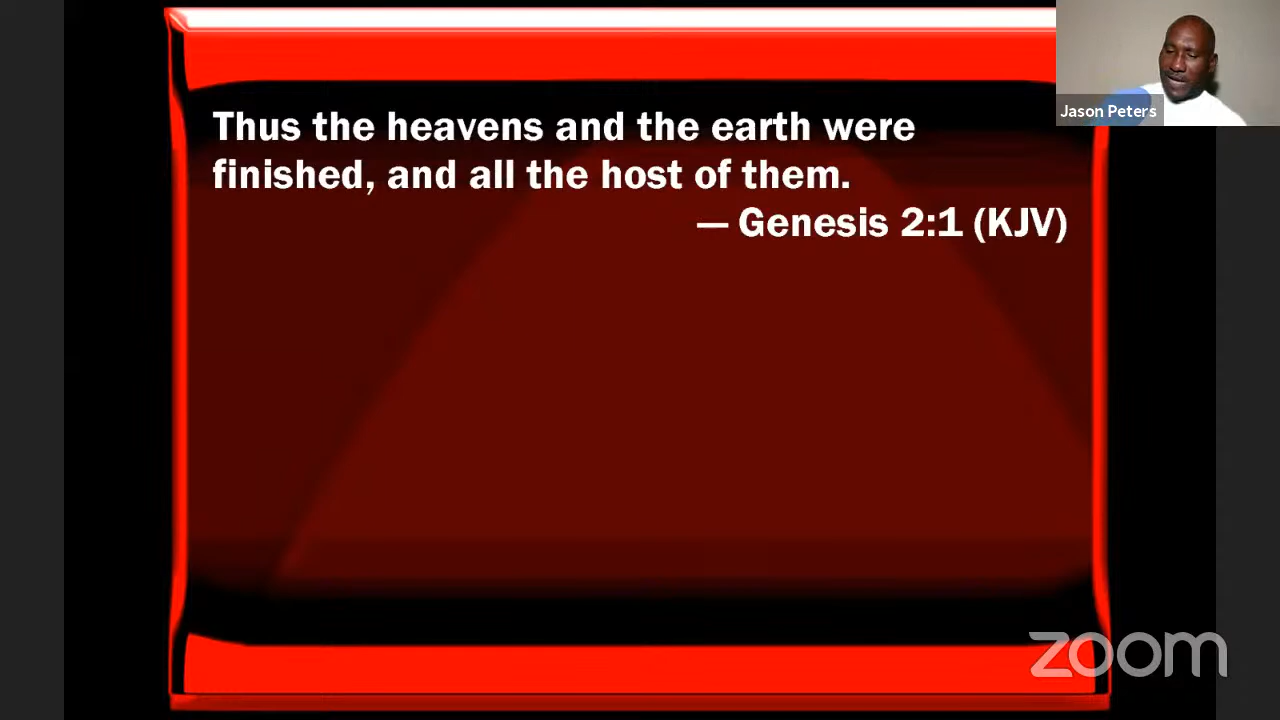 Thus the heavens and the earth were
finished, and all the host of them.
— Genesis 2:1 (KJV)
Jason Peters
zoom